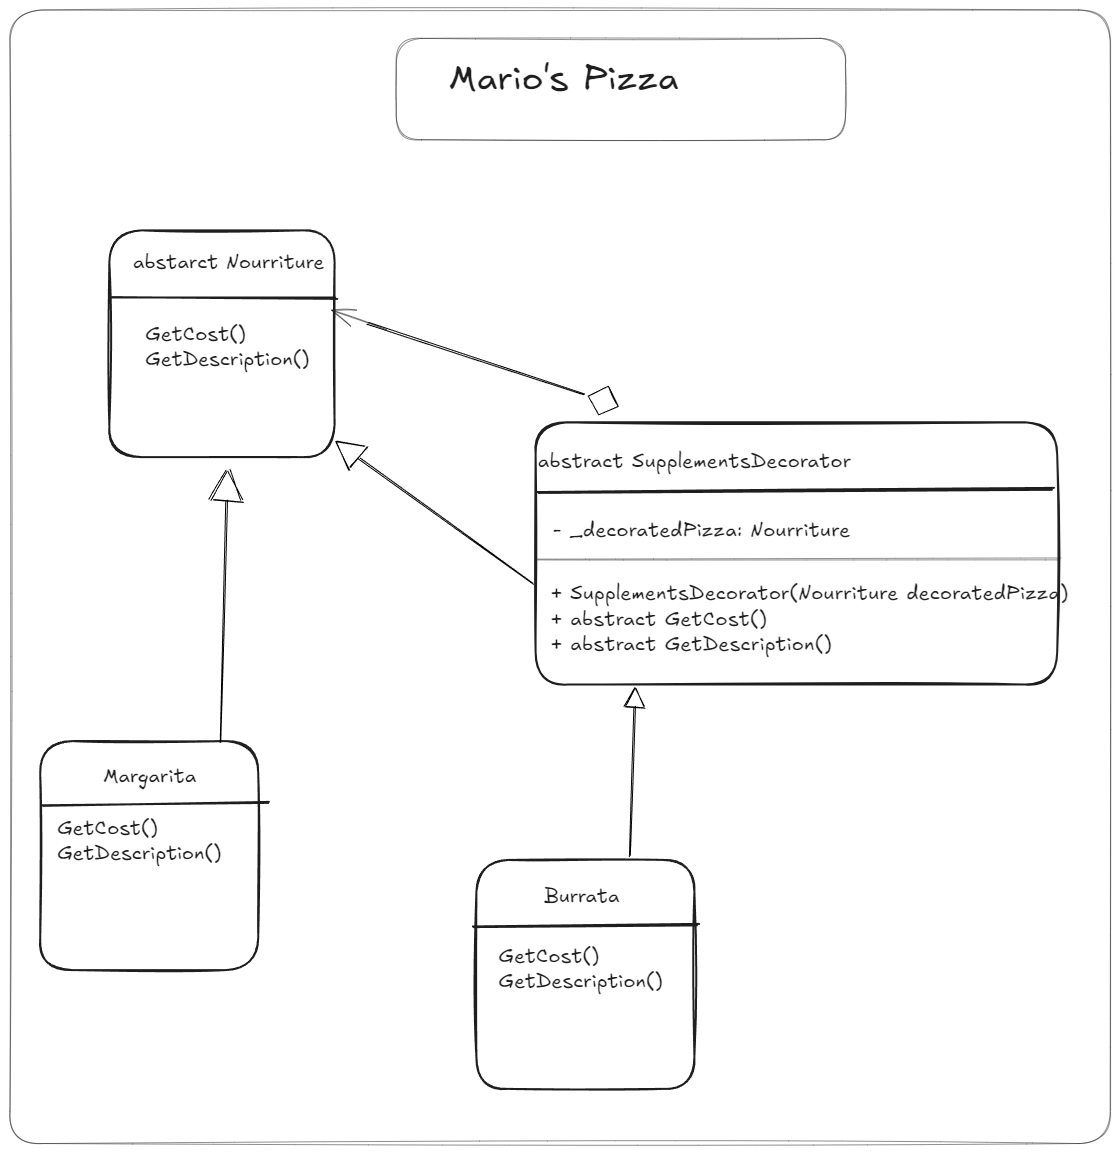 Mario's Pizza
abstarct Nourriture
GetCost()
GetDescription()
abstract SupplementsDecorator
- _decoratedPizza: Nourriture
+ SupplementsDecorator(Nourriture decoratedPizza)
+ abstract GetCost()
+ abstract GetDescription()
Margarita
GetCost()
GetDescription()
Burrata
GetCost()
GetDescription()